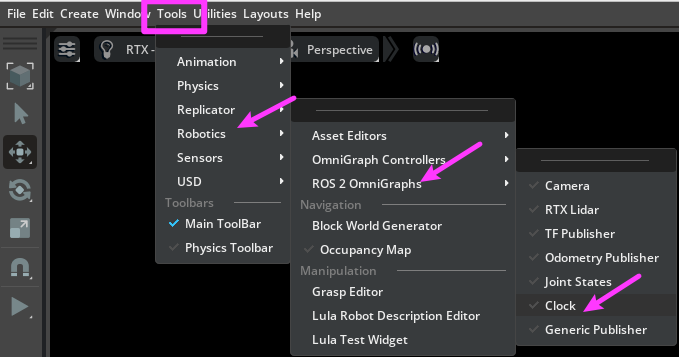 File Edit Create Window Tools Utilities Layouts Help
RTX - Perspective
Animation
Physics
Replicator
Robotics
Sensors
USD
Toolbars
Main ToolBar
Physics Toolbar
Asset Editors
OmniGraph Controllers
ROS 2 OmniGraphs
Navigation
Block World Generator
Occupancy Map
Manipulation
Grasp Editor
Lula Robot Description Editor
Lula Test Widget
Camera
RTX Lidar
TF Publisher
Odometry Publisher
Joint States
Clock
Generic Publisher